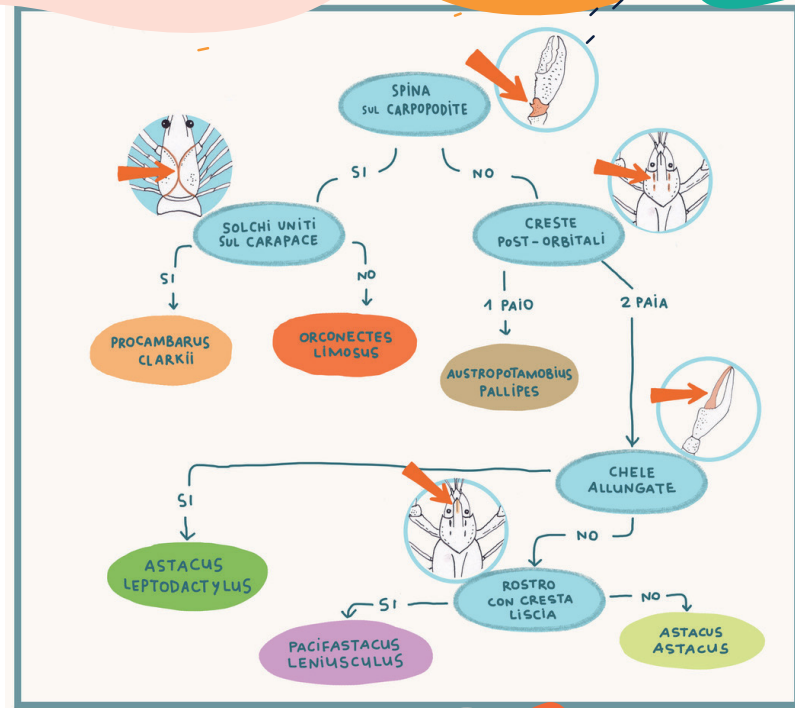 SPINA
SUL CARPOPODITE
SI
NO
SOLCHI UNITI
SUL CARAPACE
CRESTE
POST-ORBITALI
SI
NO
1 PAIO
2 PAIA
PROCAMBARUS
CLARKII
ORCONECTES
LIMOSUS
AUSTROPOTAMOBIUS
PALLIPES
CHELE
ALLUNGATE
SI
NO
ASTACUS
LEPTODACTYLUS
ROSTRO
CON CRESTA
LISCIA
SI
NO
PACIFASTACUS
LENIUSCULUS
ASTACUS
ASTACUS